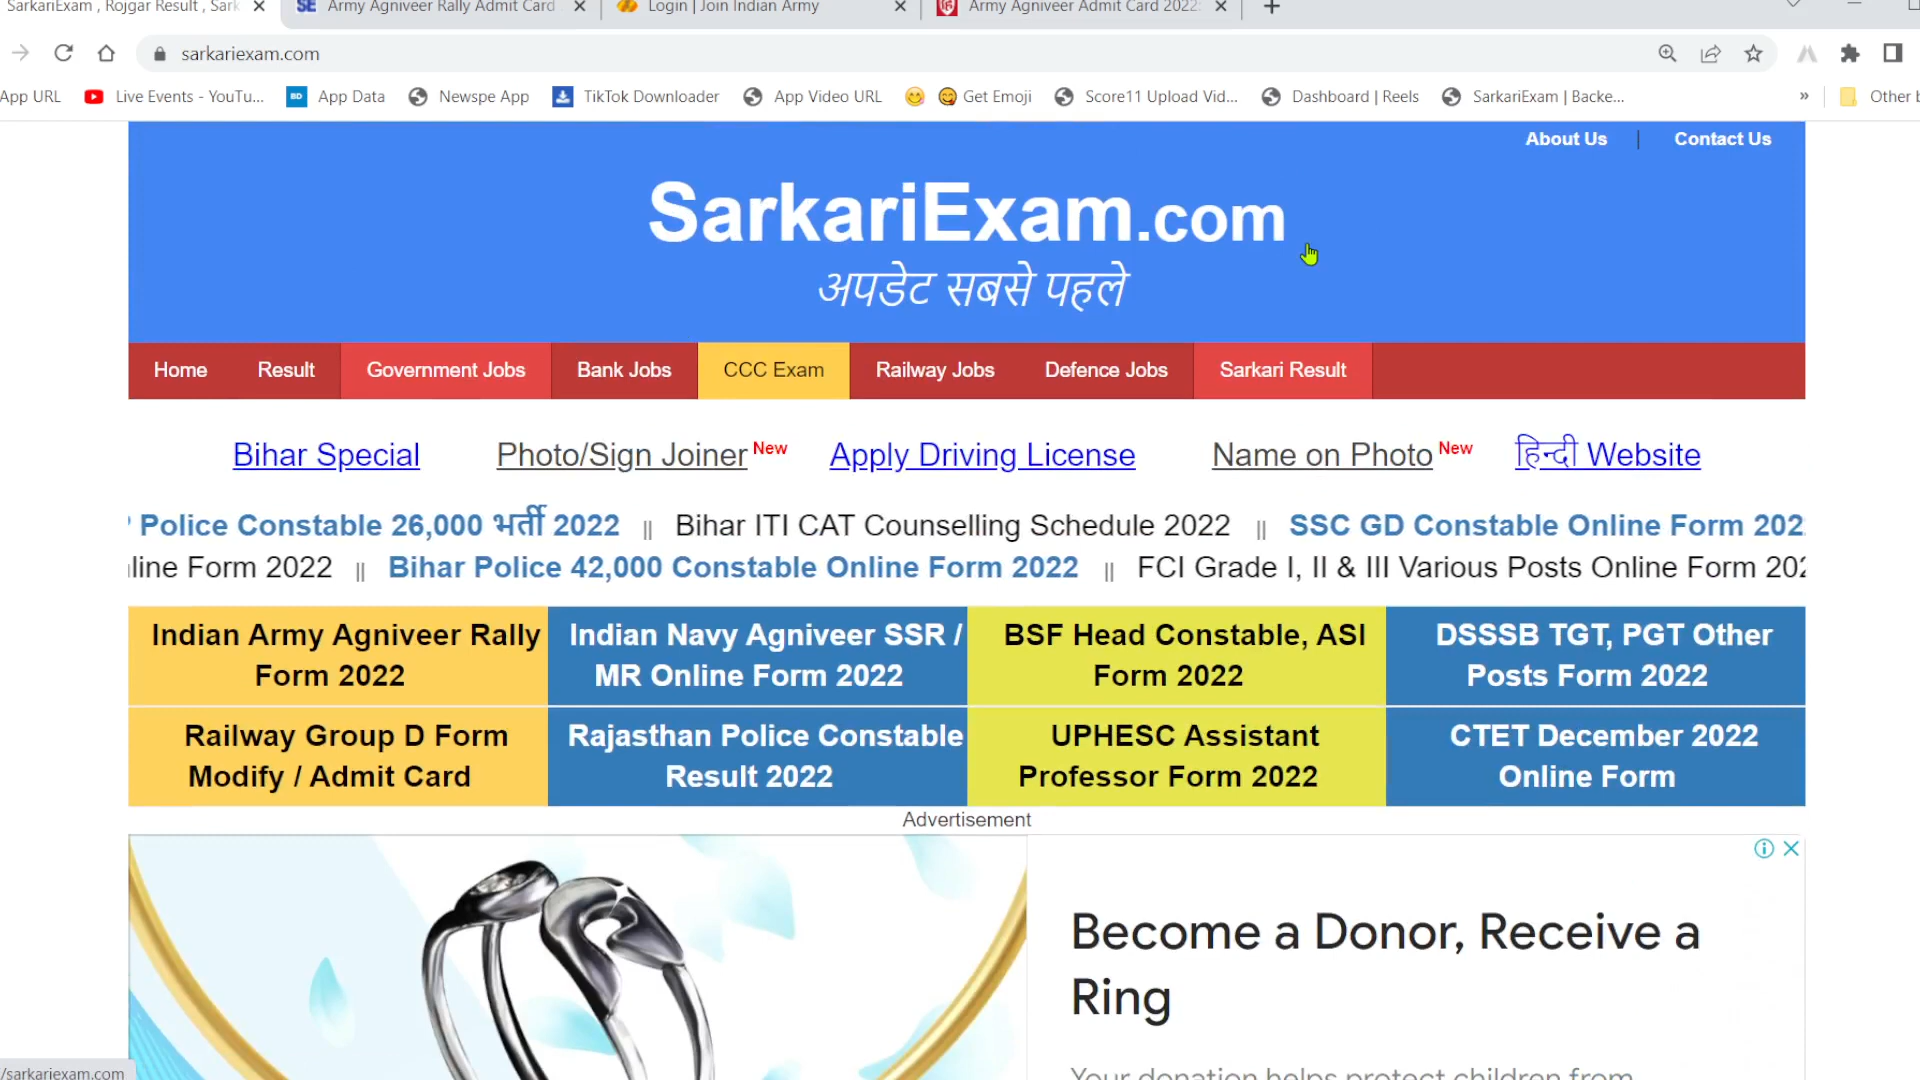 SarkariExam , Rojgar Result , Sark
Army Agniveer Rally Admit Card
Login | Join Indian Army
Army Agniveer Admit Card 2022:
sarkariexam.com
App URL
Live Events - YouTu...
App Data
Newspe App
TikTok Downloader
App Video URL
Get Emoji
Score11 Upload Vid...
Dashboard | Reels
SarkariExam | Backe...
»
Other b
About Us | Contact Us
SarkariExam.com
अपडेट सबसे पहले
Home Result Government Jobs Bank Jobs CCC Exam Railway Jobs Defence Jobs Sarkari Result
Bihar Special Photo/Sign Joiner New Apply Driving License Name on Photo New हिन्दी Website
Police Constable 26,000 भर्ती 2022 || Bihar ITI CAT Counselling Schedule 2022 || SSC GD Constable Online Form 202
line Form 2022 || Bihar Police 42,000 Constable Online Form 2022 || FCI Grade I, II & III Various Posts Online Form 202
Indian Army Agniveer Rally
Form 2022
Indian Navy Agniveer SSR /
MR Online Form 2022
BSF Head Constable, ASI
Form 2022
DSSSB TGT, PGT Other
Posts Form 2022
Railway Group D Form
Modify / Admit Card
Rajasthan Police Constable
Result 2022
UPHESC Assistant
Professor Form 2022
CTET December 2022
Online Form
Advertisement
Become a Donor, Receive a
Ring
Your donation helps protect children from
/sarkariexam.com